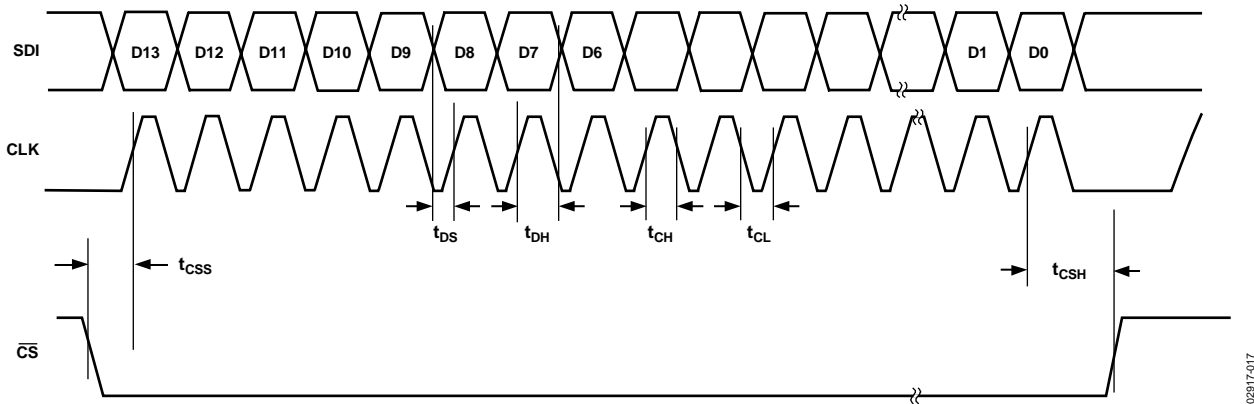 SDI D13 D12 D11 D10 D9 D8 D7 D6 D1 D0
CLK
tDS tDH tCH tCL
tCSS tCSH
CS
02917-017